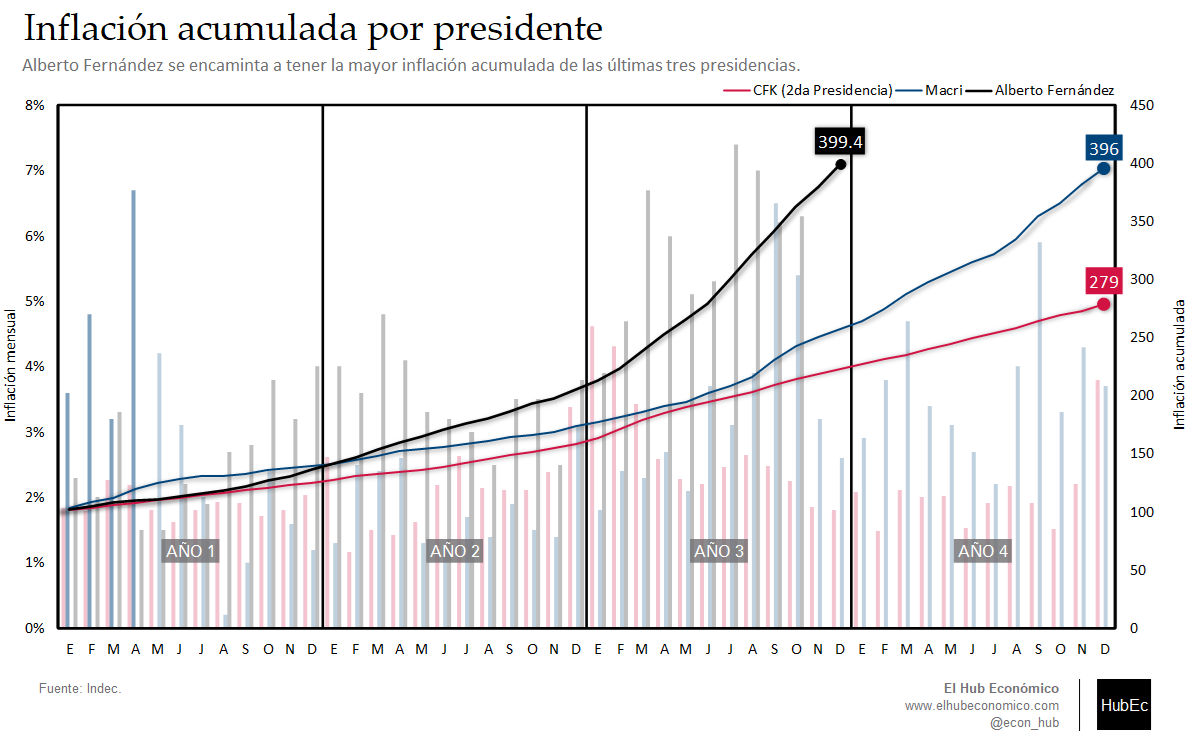 Inflación acumulada por presidente
Alberto Fernández se encaminta a tener la mayor inflación acumulada de las últimas tres presidencias.
CFK (2da Presidencia) Macri Alberto Fernández
8% 450
7% 400
6% 350
5% 300
4% 250
3% 200
2% 150
1% 100
0% 50
0
Inflación mensual
Inflación acumulada
399.4
396
279
AÑO 1 AÑO 2 AÑO 3 AÑO 4
E F M A M J J A S O N D E F M A M J J A S O N D E F M A M J J A S O N D E F M A M J J A S O N D
Fuente: Indec.
El Hub Económico
www.elhubeconomico.com
@econ_hub
HubEc